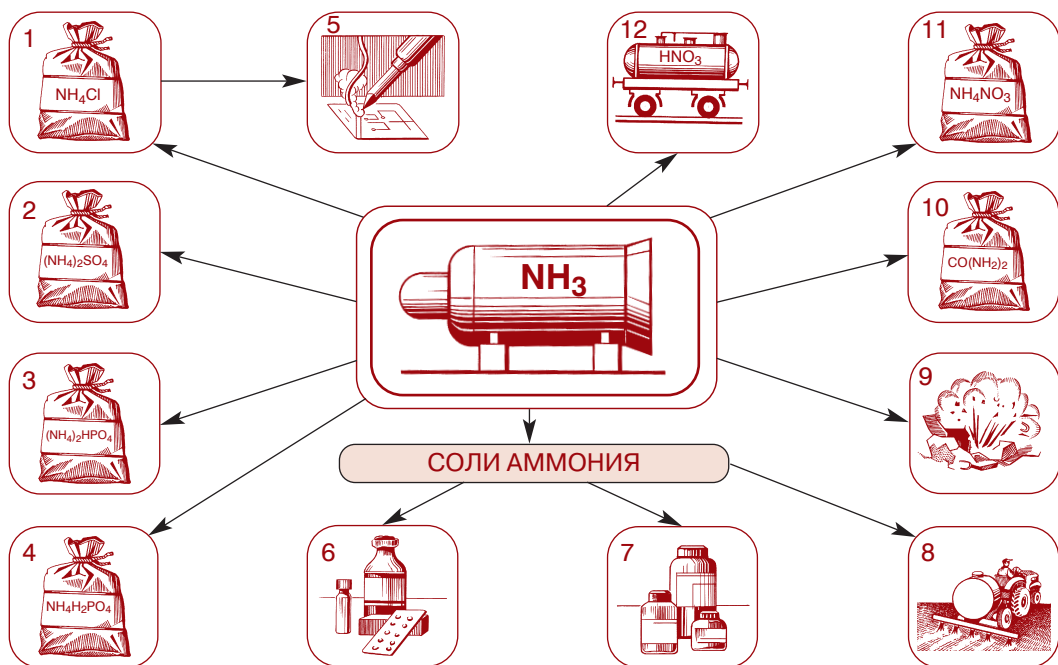 1
NH₄Cl
5
12
HNO₃
11
NH₄NO₃
2
(NH₄)₂SO₄
NH₃
10
CO(NH₂)₂
3
(NH₄)₂HPO₄
9
СОЛИ АММОНИЯ
4
NH₄H₂PO₄
6
7
8